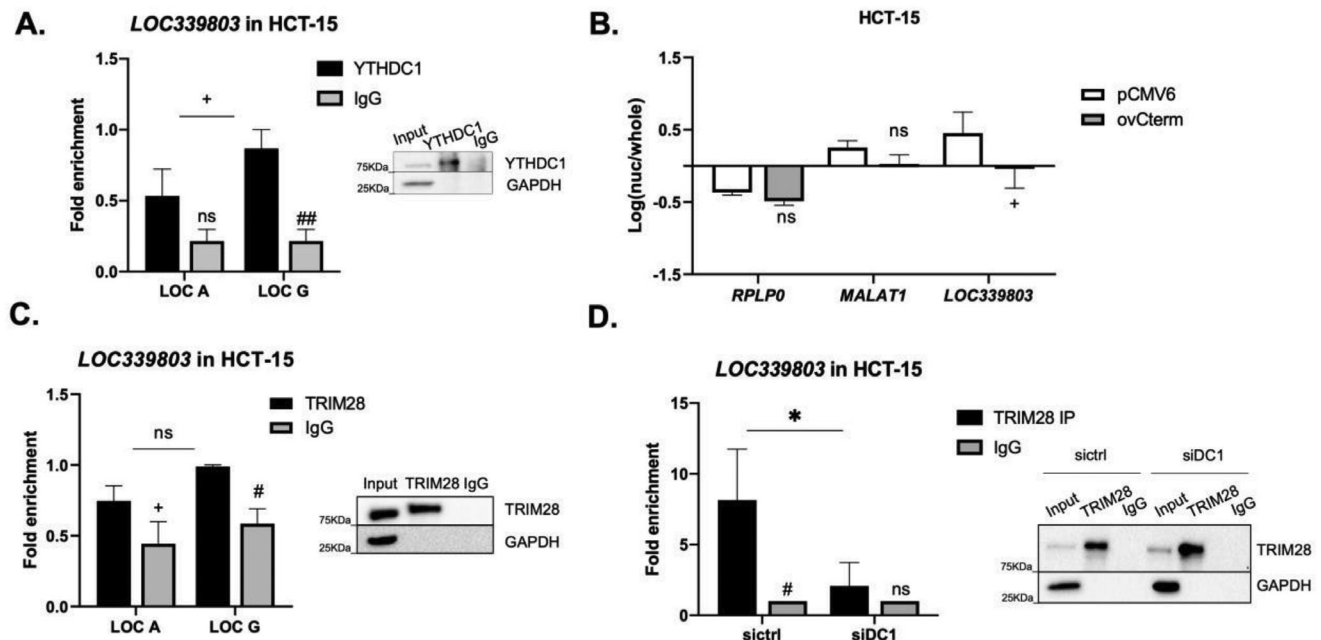 A.
LOC339803 in HCT-15
Fold enrichment
1.5
1.0
0.5
0.0
+
ns
##
LOC A
LOC G
YTHDC1
IgG
Input
YTHDC1
IgG
75KDa
25KDa
YTHDC1
GAPDH
B.
HCT-15
Log(nuc/whole)
1.5
0.5
-0.5
-1.5
ns
ns
+
RPLP0
MALAT1
LOC339803
pCMV6
ovCterm
C.
LOC339803 in HCT-15
Fold enrichment
1.5
1.0
0.5
0.0
ns
+
#
LOC A
LOC G
TRIM28
IgG
Input TRIM28 IgG
75KDa
25KDa
TRIM28
GAPDH
D.
LOC339803 in HCT-15
Fold enrichment
15
10
5
0
*
#
ns
sictrl
siDC1
TRIM28 IP
IgG
sictrl
siDC1
Input
TRIM28
IgG
Input
TRIM28
IgG
75KDa
25KDa
TRIM28
GAPDH